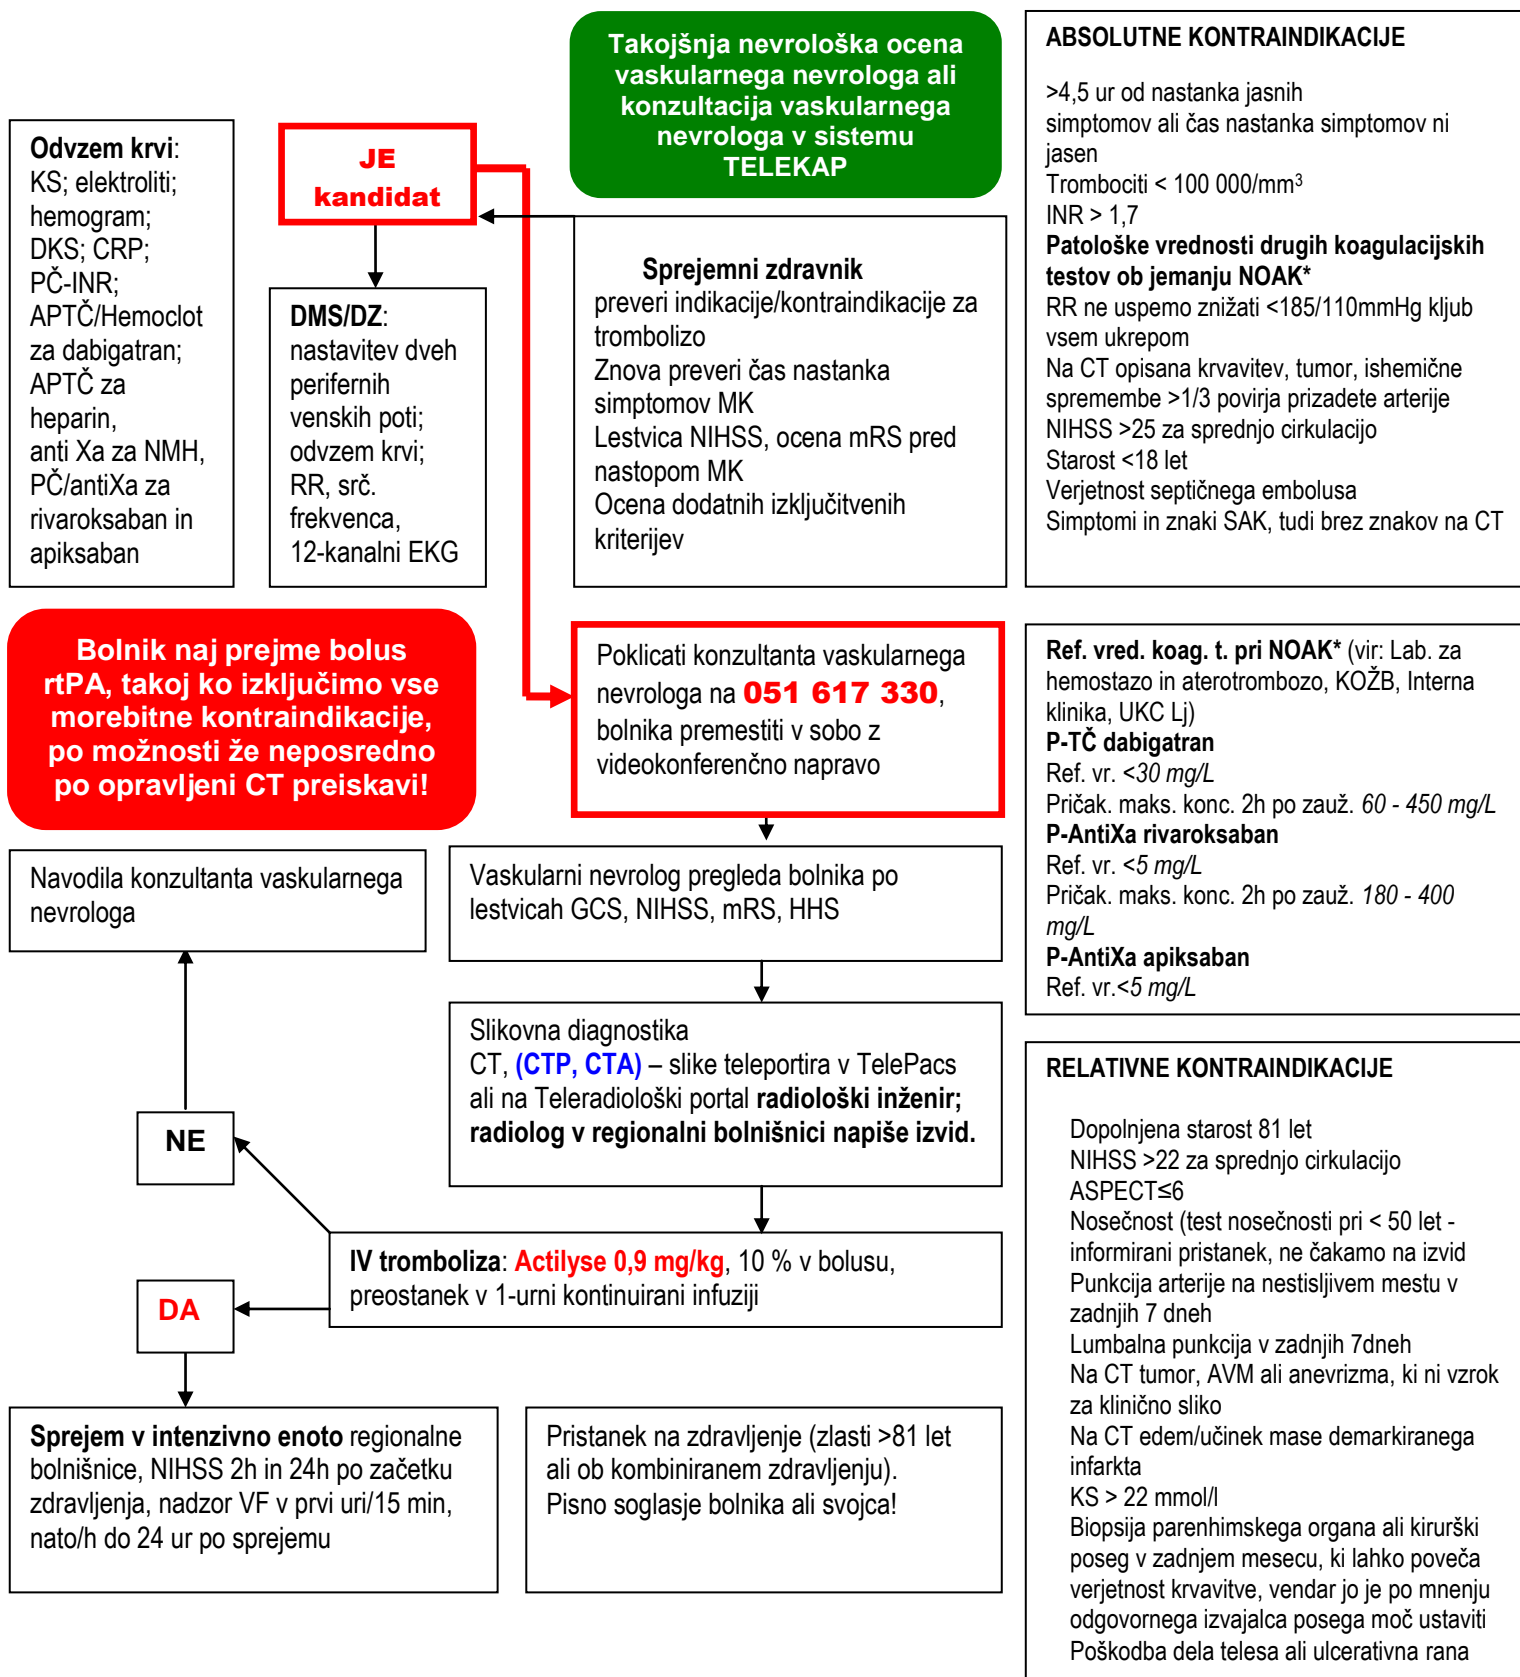 Takojšnja nevrološka ocena
vaskularnega nevrologa ali
konzultacija vaskularnega
nevrologa v sistemu
TELEKAP
Odvzem krvi:
KS; elektroliti;
hemogram;
DKS; CRP;
PČ-INR;
APTČ/Hemoclot
za dabigatran;
APTČ za
heparin,
anti Xa za NMH,
PČ/antiXa za
rivaroksaban in
apiksaban
JE
kandidat
DMS/DZ:
nastavitev dveh
perifernih
venskih poti;
odvzem krvi;
RR, srč.
frekvenca,
12-kanalni EKG
Sprejemni zdravnik
preveri indikacije/kontraindikacije za
trombolizo
Znova preveri čas nastanka
simptomov MK
Lestvica NIHSS, ocena mRS pred
nastopom MK
Ocena dodatnih izključitvenih
kriterijev
ABSOLUTNE KONTRAINDIKACIJE
>4,5 ur od nastanka jasnih
simptomov ali čas nastanka simptomov ni
jasen
Trombociti < 100 000/mm³
INR > 1,7
Patološke vrednosti drugih koagulacijskih
testov ob jemanju NOAK*
RR ne uspemo znižati <185/110mmHg kljub
vsem ukrepom
Na CT opisana krvavitev, tumor, ishemične
spremembe >1/3 povirja prizadete arterije
NIHSS >25 za sprednjo cirkulacijo
Starost <18 let
Verjetnost septičnega embolusa
Simptomi in znaki SAK, tudi brez znakov na CT
Bolnik naj prejme bolus
rtPA, takoj ko izključimo vse
morebitne kontraindikacije,
po možnosti že neposredno
po opravljeni CT preiskavi!
Poklicati konzultanta vaskularnega
nevrologa na 051 617 330,
bolnika premestiti v sobo z
videokonferenčno napravo
Ref. vred. koag. t. pri NOAK* (vir: Lab. za
hemostazo in aterotrombozo, KOŽB, Interna
klinika, UKC Lj)
P-TČ dabigatran
Ref. vr. <30 mg/L
Pričak. maks. konc. 2h po zauž. 60 - 450 mg/L
P-AntiXa rivaroksaban
Ref. vr. <5 mg/L
Pričak. maks. konc. 2h po zauž. 180 - 400
mg/L
P-AntiXa apiksaban
Ref. vr.<5 mg/L
Navodila konzultanta vaskularnega
nevrologa
Vaskularni nevrolog pregleda bolnika po
lestvicah GCS, NIHSS, mRS, HHS
Slikovna diagnostika
CT, (CTP, CTA) – slike teleportira v TelePacs
ali na Teleradiološki portal radiološki inženir;
radiolog v regionalni bolnišnici napiše izvid.
NE
IV tromboliza: Actilyse 0,9 mg/kg, 10 % v bolusu,
preostanek v 1-urni kontinuirani infuziji
DA
Sprejem v intenzivno enoto regionalne
bolnišnice, NIHSS 2h in 24h po začetku
zdravljenja, nadzor VF v prvi uri/15 min,
nato/h do 24 ur po sprejemu
Pristanek na zdravljenje (zlasti >81 let
ali ob kombiniranem zdravljenju).
Pisno soglasje bolnika ali svojca!
RELATIVNE KONTRAINDIKACIJE
Dopolnjena starost 81 let
NIHSS >22 za sprednjo cirkulacijo
ASPECT≤6
Nosečnost (test nosečnosti pri < 50 let -
informirani pristanek, ne čakamo na izvid
Punkcija arterije na nestisljivem mestu v
zadnjih 7 dneh
Lumbalna punkcija v zadnjih 7dneh
Na CT tumor, AVM ali anevrizma, ki ni vzrok
za klinično sliko
Na CT edem/učinek mase demarkiranega
infarkta
KS > 22 mmol/l
Biopsija parenhimskega organa ali kirurški
poseg v zadnjem mesecu, ki lahko poveča
verjetnost krvavitve, vendar jo je po mnenju
odgovornega izvajalca posega moč ustaviti
Poškodba dela telesa ali ulcerativna rana